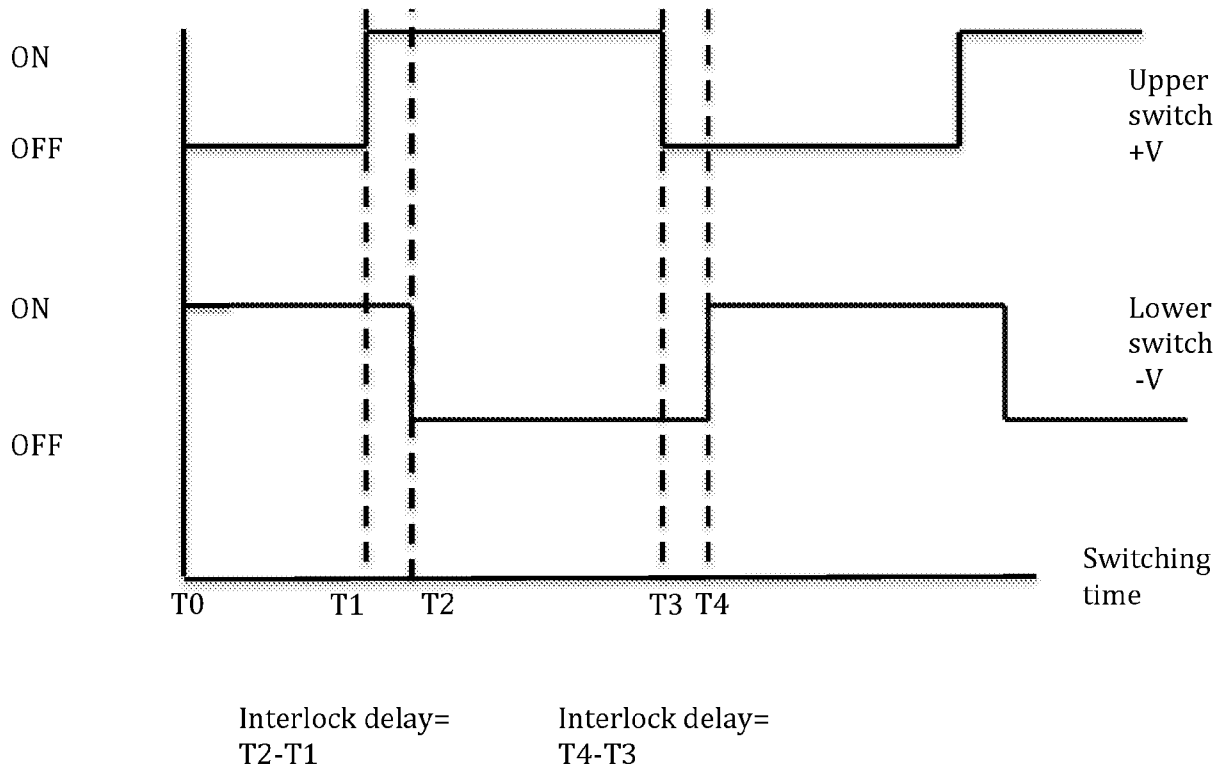 ON
OFF
Upper
switch
+V
ON
OFF
Lower
switch
-V
Switching
time
T0 T1 T2 T3 T4
Interlock delay=
T2-T1
Interlock delay=
T4-T3